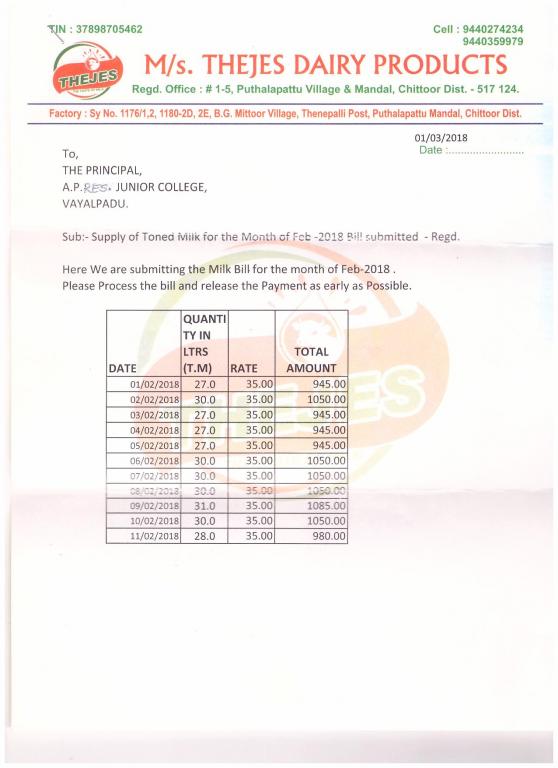 TIN : 37898705462
Cell : 9440274234
9440359979
THEJES
M/s. THEJES DAIRY PRODUCTS
Regd. Office : # 1-5, Puthalapattu Village & Mandal, Chittoor Dist. - 517 124.
Factory : Sy No. 1176/1,2, 1180-2D, 2E, B.G. Mittoor Village, Thenepalli Post, Puthalapattu Mandal, Chittoor Dist.
01/03/2018
Date :..........................
To,
THE PRINCIPAL,
A.P.RES. JUNIOR COLLEGE,
VAYALPADU.
Sub:- Supply of Toned Milk for the Month of Feb -2018 Bill submitted - Regd.
Here We are submitting the Milk Bill for the month of Feb-2018 .
Please Process the bill and release the Payment as early as Possible.
DATE QUANTI TY IN LTRS (T.M) RATE TOTAL AMOUNT
01/02/2018 27.0 35.00 945.00
02/02/2018 30.0 35.00 1050.00
03/02/2018 27.0 35.00 945.00
04/02/2018 27.0 35.00 945.00
05/02/2018 27.0 35.00 945.00
06/02/2018 30.0 35.00 1050.00
07/02/2018 30.0 35.00 1050.00
08/02/2018 30.0 35.00 1050.00
09/02/2018 31.0 35.00 1085.00
10/02/2018 30.0 35.00 1050.00
11/02/2018 28.0 35.00 980.00